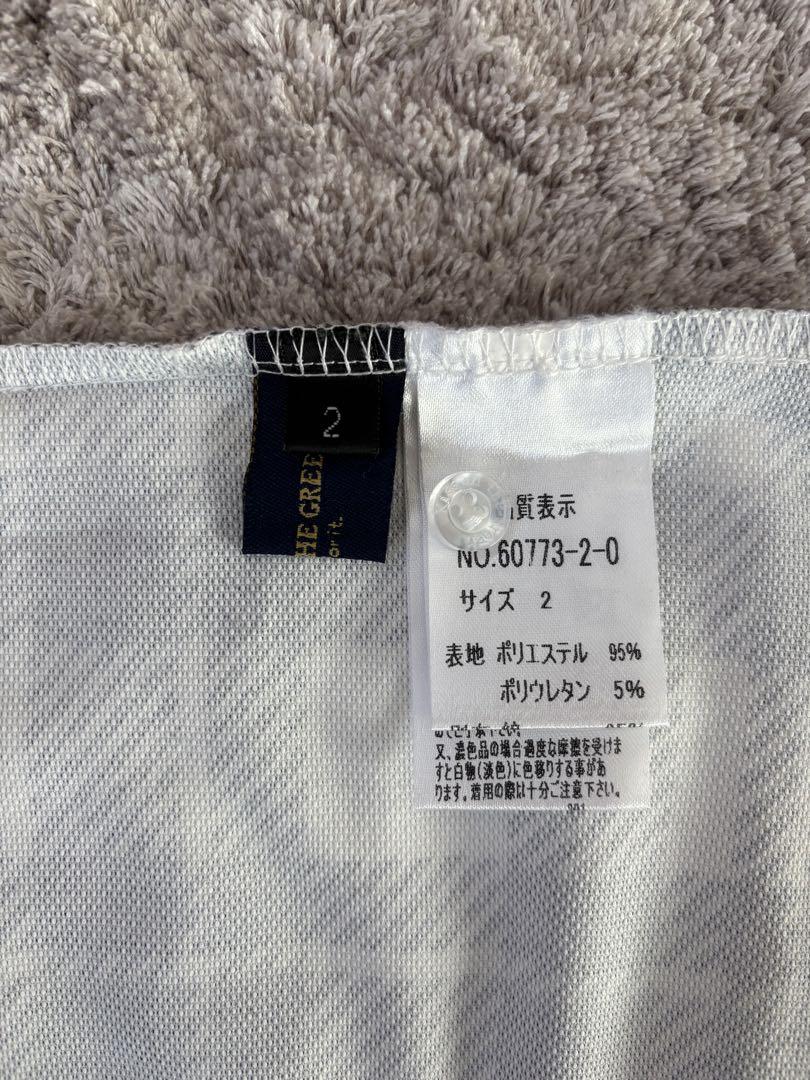 2
HE GREE
orit.
質表示
NO.60773-2-0
サイズ 2
表地 ポリエステル 95%
ポリウレタン 5%
又、濃色品の場合過度な摩擦を受けま
すと白物(淡色)に色移りする事があ
ります。着用の際は十分ご注意下さい。